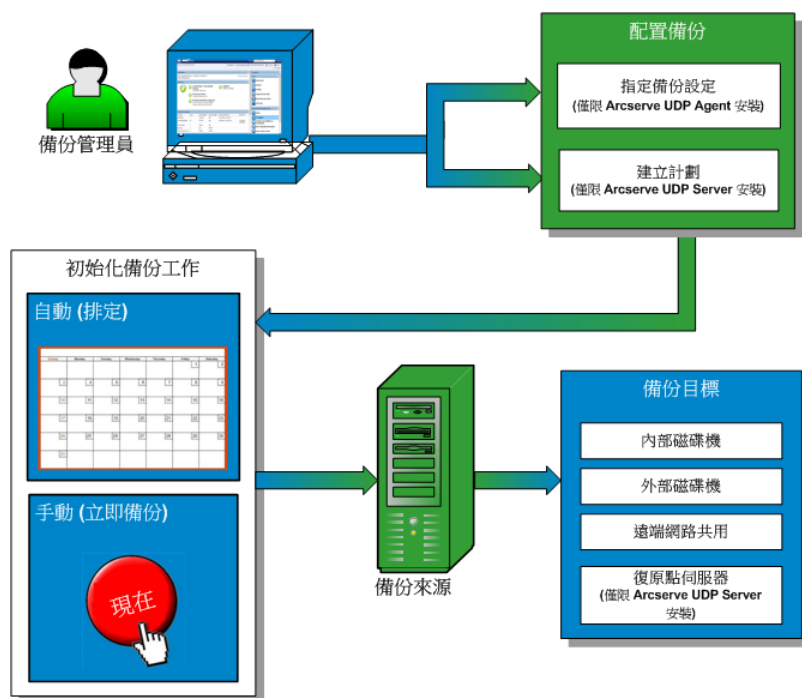 備份管理員
配置備份
指定備份設定
(僅限 Arcserve UDP Agent 安裝)
建立計劃
(僅限 Arcserve UDP Server 安裝)
初始化備份工作
自動 (排定)
手動 (立即備份)
現在
備份來源
備份目標
內部磁碟機
外部磁碟機
遠端網路共用
復原點伺服器
(僅限 Arcserve UDP Server
安裝)